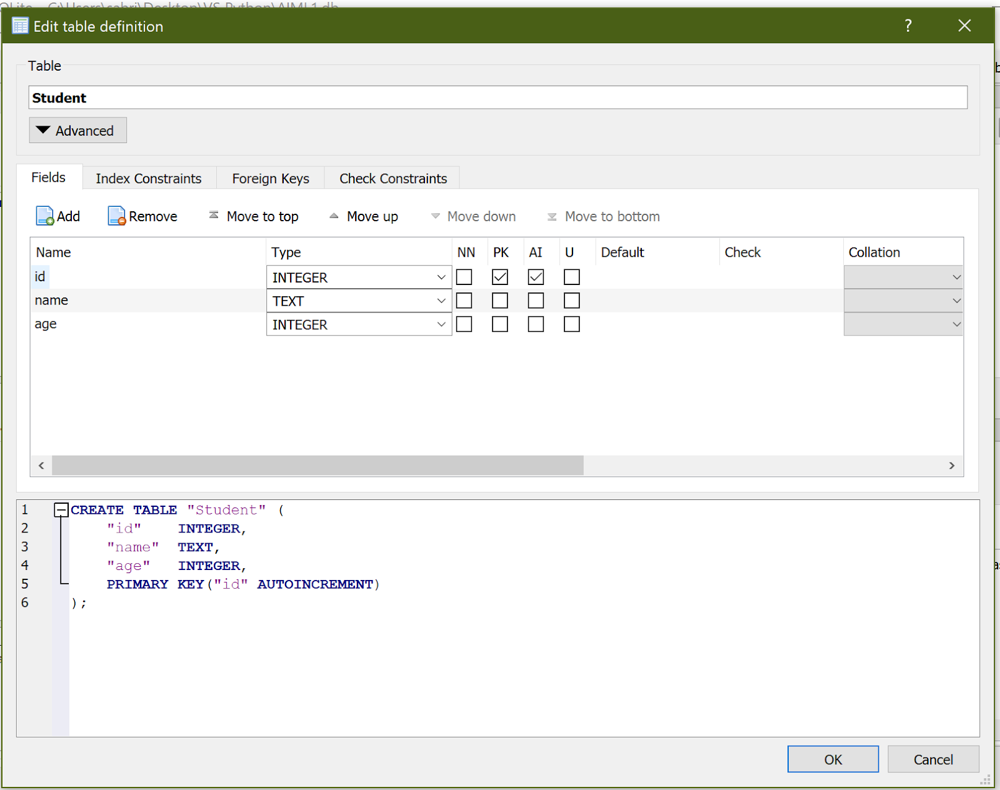 Edit table definition ?
Table
Student
Advanced
Fields Index Constraints Foreign Keys Check Constraints
Add Remove Move to top Move up Move down Move to bottom
Name Type NN PK AI U Default Check Collation
id INTEGER
name TEXT
age INTEGER
1 CREATE TABLE "Student" (
2 "id" INTEGER,
3 "name" TEXT,
4 "age" INTEGER,
5 PRIMARY KEY("id" AUTOINCREMENT)
6 );
OK Cancel